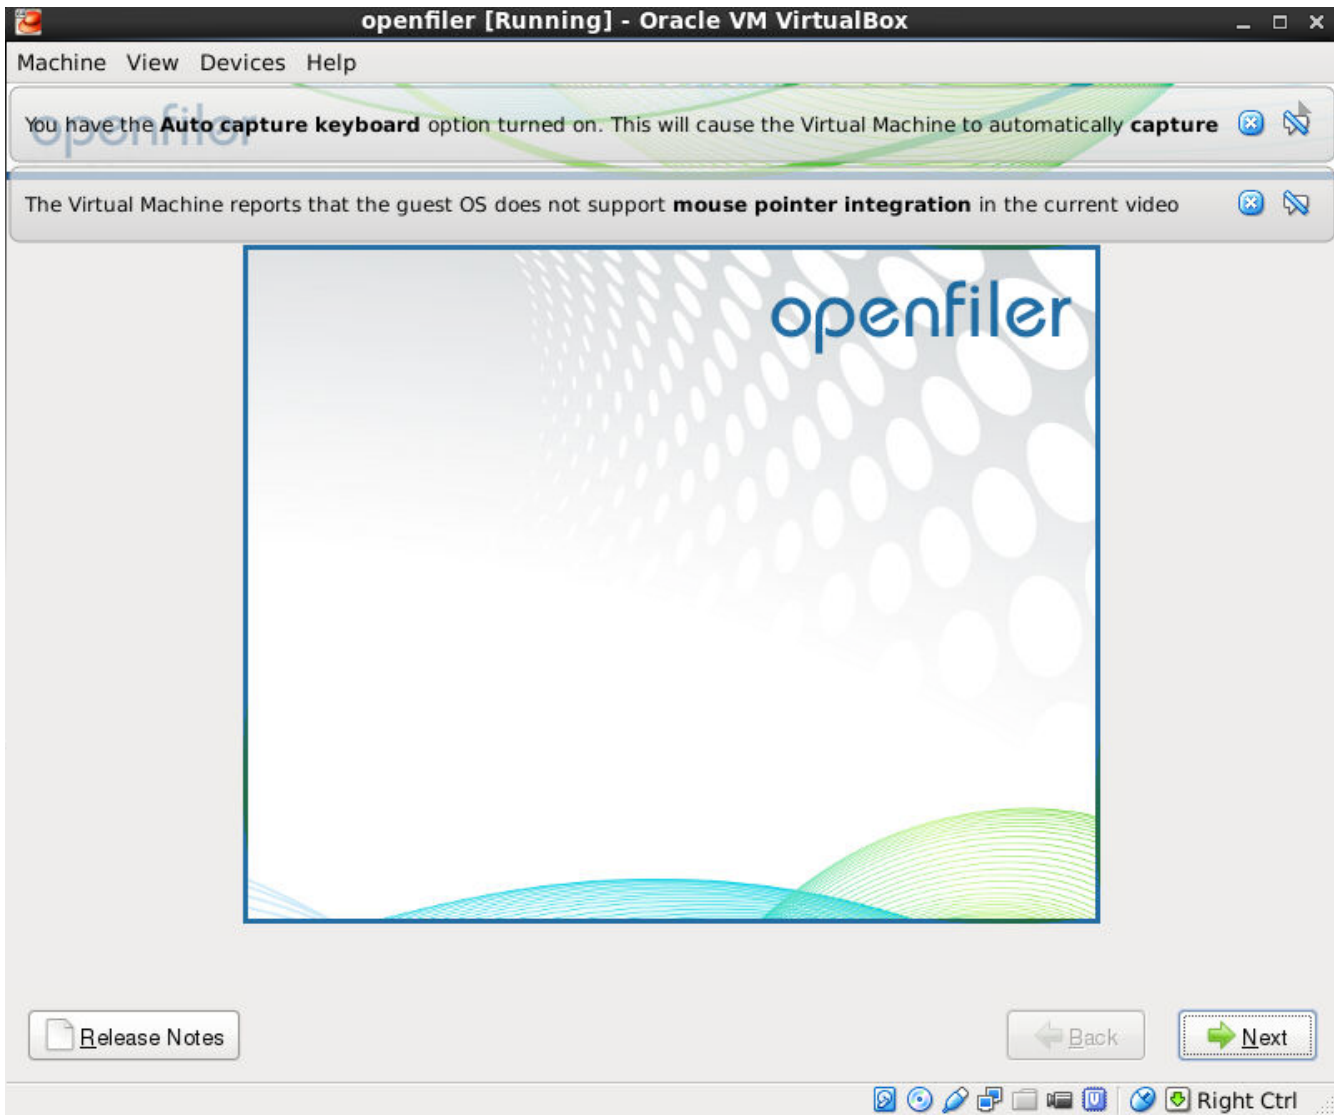 openfiler [Running] - Oracle VM VirtualBox
Machine View Devices Help
openfiler
You have the Auto capture keyboard option turned on. This will cause the Virtual Machine to automatically capture
The Virtual Machine reports that the guest OS does not support mouse pointer integration in the current video
openfiler
Release Notes
Back
Next
Right Ctrl